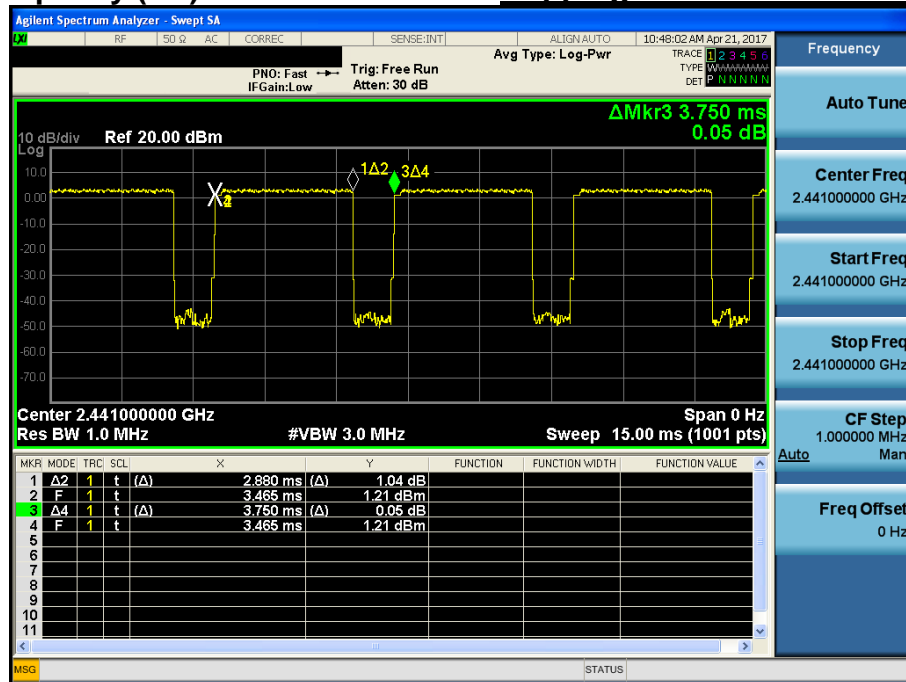 Agilent Spectrum Analyzer - Swept SA
LXI RF 50 Ω AC CORREC SENSE:INT ALIGN AUTO 10:48:02 AM Apr 21, 2017
Avg Type: Log-Pwr TRACE 1 2 3 4 5 6
PNO: Fast Trig: Free Run TYPE WWWWWW
IFGain:Low Atten: 30 dB DET P N N N N N
ΔMkr3 3.750 ms
0.05 dB
10 dB/div Ref 20.00 dBm
Log
1Δ2 3Δ4
10.0
0.00
-10.0
-20.0
-30.0
-40.0
-50.0
-60.0
-70.0
Center 2.441000000 GHz Span 0 Hz
Res BW 1.0 MHz #VBW 3.0 MHz Sweep 15.00 ms (1001 pts)
MKR MODE TRC SCL X Y FUNCTION FUNCTION WIDTH FUNCTION VALUE
1 Δ2 1 t (Δ) 2.880 ms (Δ) 1.04 dB
2 F 1 t 3.465 ms 1.21 dBm
3 Δ4 1 t (Δ) 3.750 ms (Δ) 0.05 dB
4 F 1 t 3.465 ms 1.21 dBm
5
6
7
8
9
10
11
MSG STATUS
Frequency
Auto Tune
Center Freq
2.441000000 GHz
Start Freq
2.441000000 GHz
Stop Freq
2.441000000 GHz
CF Step
1.000000 MHz
Auto Man
Freq Offset
0 Hz